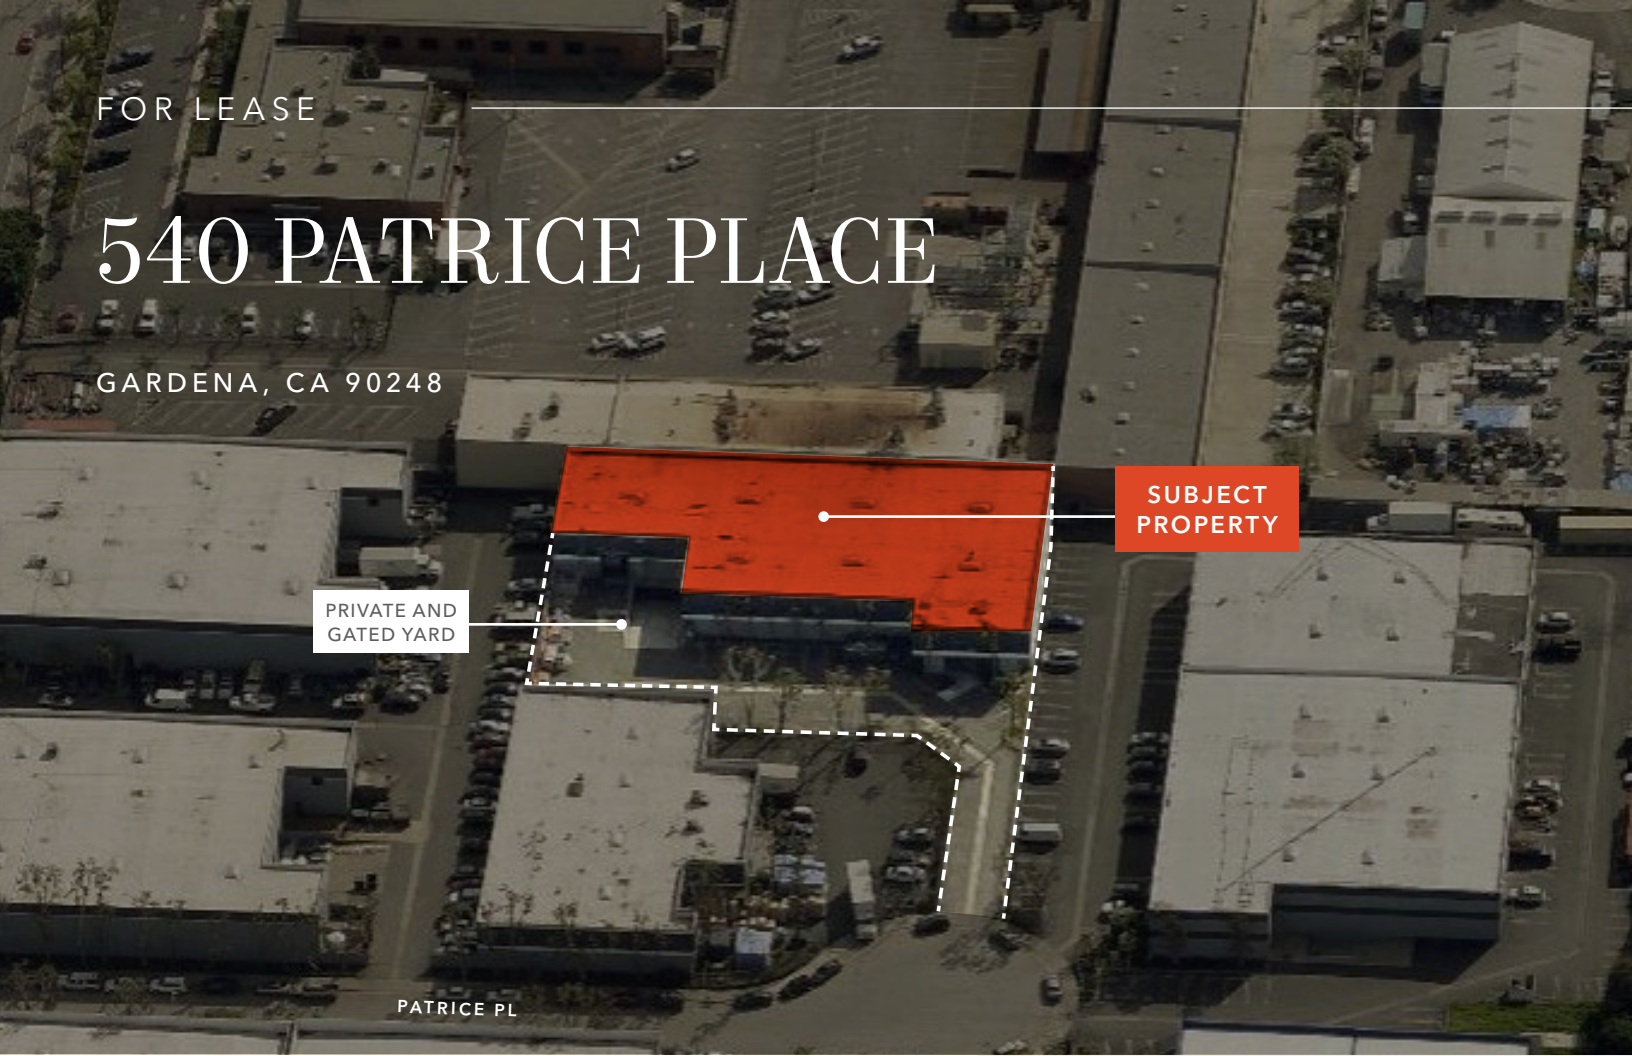 FOR LEASE
540 PATRICE PLACE
GARDENA, CA 90248
SUBJECT
PROPERTY
PRIVATE AND
GATED YARD
PATRICE PL